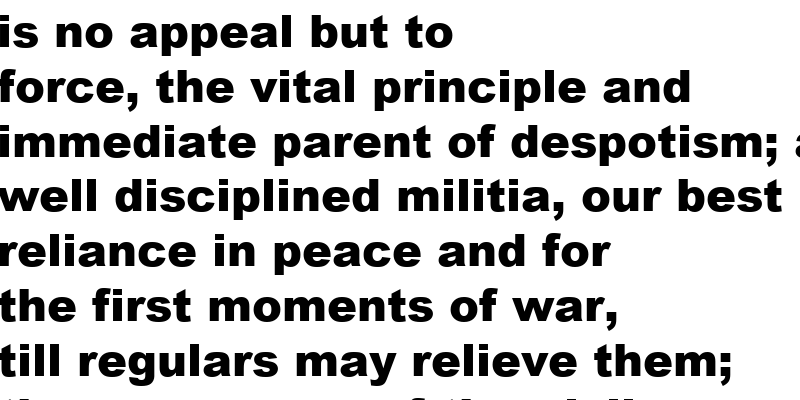 is no appeal but to
force, the vital principle and
immediate parent of despotism; a
well disciplined militia, our best
reliance in peace and for
the first moments of war,
till regulars may relieve them;